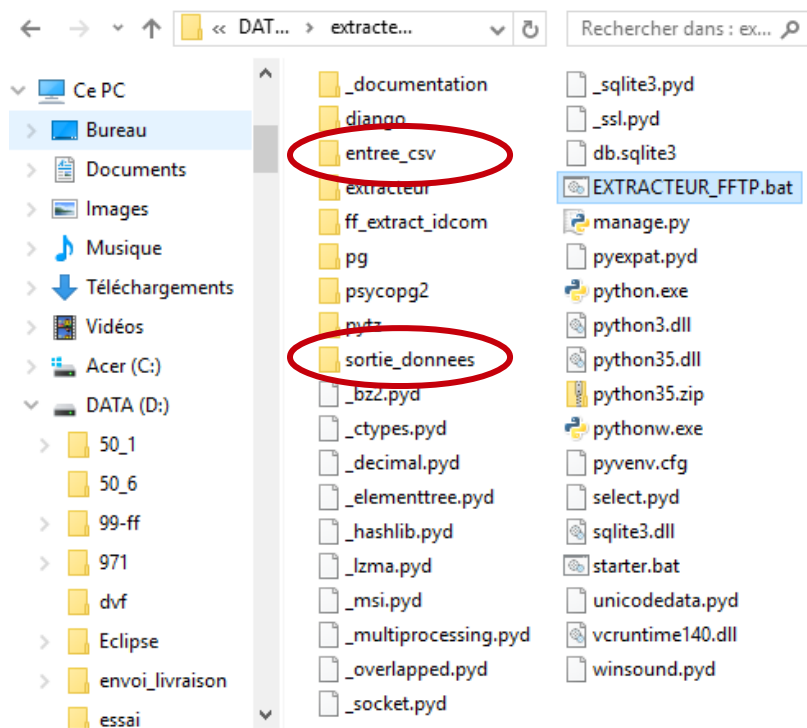 « DAT... > extracte...
Rechercher dans : ex...
Ce PC
Bureau
Documents
Images
Musique
Téléchargements
Vidéos
Acer (C:)
DATA (D:)
50_1
50_6
99-ff
971
dvf
Eclipse
envoi_livraison
essai
_documentation
django
entree_csv
extracteur
ff_extract_idcom
pg
psycopg2
pytz
sortie_donnees
_bz2.pyd
_ctypes.pyd
_decimal.pyd
_elementtree.pyd
_hashlib.pyd
_lzma.pyd
_msi.pyd
_multiprocessing.pyd
_overlapped.pyd
_socket.pyd
_sqlite3.pyd
_ssl.pyd
db.sqlite3
EXTRACTEUR_FFTP.bat
manage.py
pyexpat.pyd
python.exe
python3.dll
python35.dll
python35.zip
pythonw.exe
pyvenv.cfg
select.pyd
sqlite3.dll
starter.bat
unicodedata.pyd
vcruntime140.dll
winsound.pyd